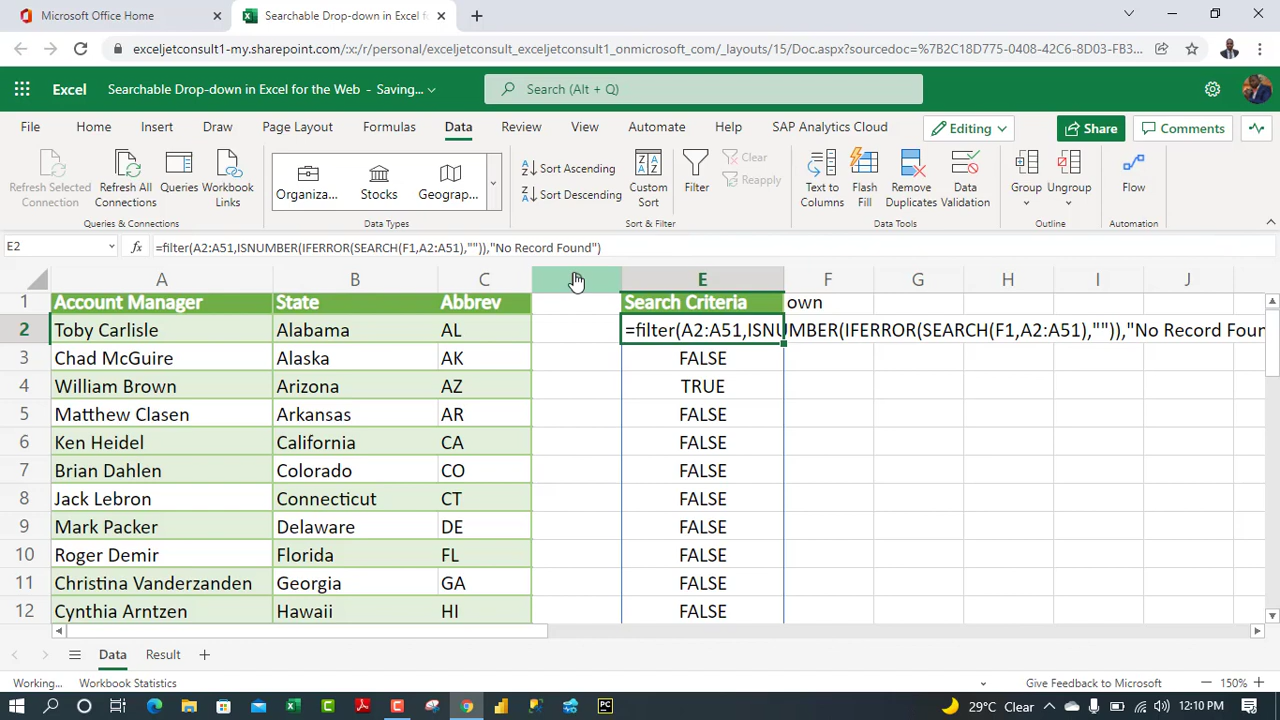 Microsoft Office Home
Searchable Drop-down in Excel f
exceljetconsult1-my.sharepoint.com/:x:/r/personal/exceljetconsult_exceljetconsult1_onmicrosoft_com/_layouts/15/Doc.aspx?sourcedoc=%7B2C18D775-0408-42C6-8D03-FB3...
Excel Searchable Drop-down in Excel for the Web - Saving... Search (Alt + Q)
File Home Insert Draw Page Layout Formulas Data Review View Automate Help SAP Analytics Cloud Editing Share Comments
Refresh Selected Connection
Refresh All Connections
Queries
Workbook Links
Organiza...
Stocks
Geograp...
Sort Ascending
Sort Descending
Custom Sort
Filter
Clear
Reapply
Text to Columns
Flash Fill
Remove Duplicates
Data Validation
Group
Ungroup
Flow
Queries & Connections Data Types Sort & Filter Data Tools Outline Automation
E2 fx =filter(A2:A51,ISNUMBER(IFERROR(SEARCH(F1,A2:A51),"")),"No Record Found")
A B C E F G H I J
1 Account Manager State Abbrev Search Criteria own
2 Toby Carlisle Alabama AL =filter(A2:A51,ISNUMBER(IFERROR(SEARCH(F1,A2:A51),"")),"No Record Foun
3 Chad McGuire Alaska AK FALSE
4 William Brown Arizona AZ TRUE
5 Matthew Clasen Arkansas AR FALSE
6 Ken Heidel California CA FALSE
7 Brian Dahlen Colorado CO FALSE
8 Jack Lebron Connecticut CT FALSE
9 Mark Packer Delaware DE FALSE
10 Roger Demir Florida FL FALSE
11 Christina Vanderzanden Georgia GA FALSE
12 Cynthia Arntzen Hawaii HI FALSE
Data Result
Working... Workbook Statistics Give Feedback to Microsoft 150%
29°C Clear 12:10 PM